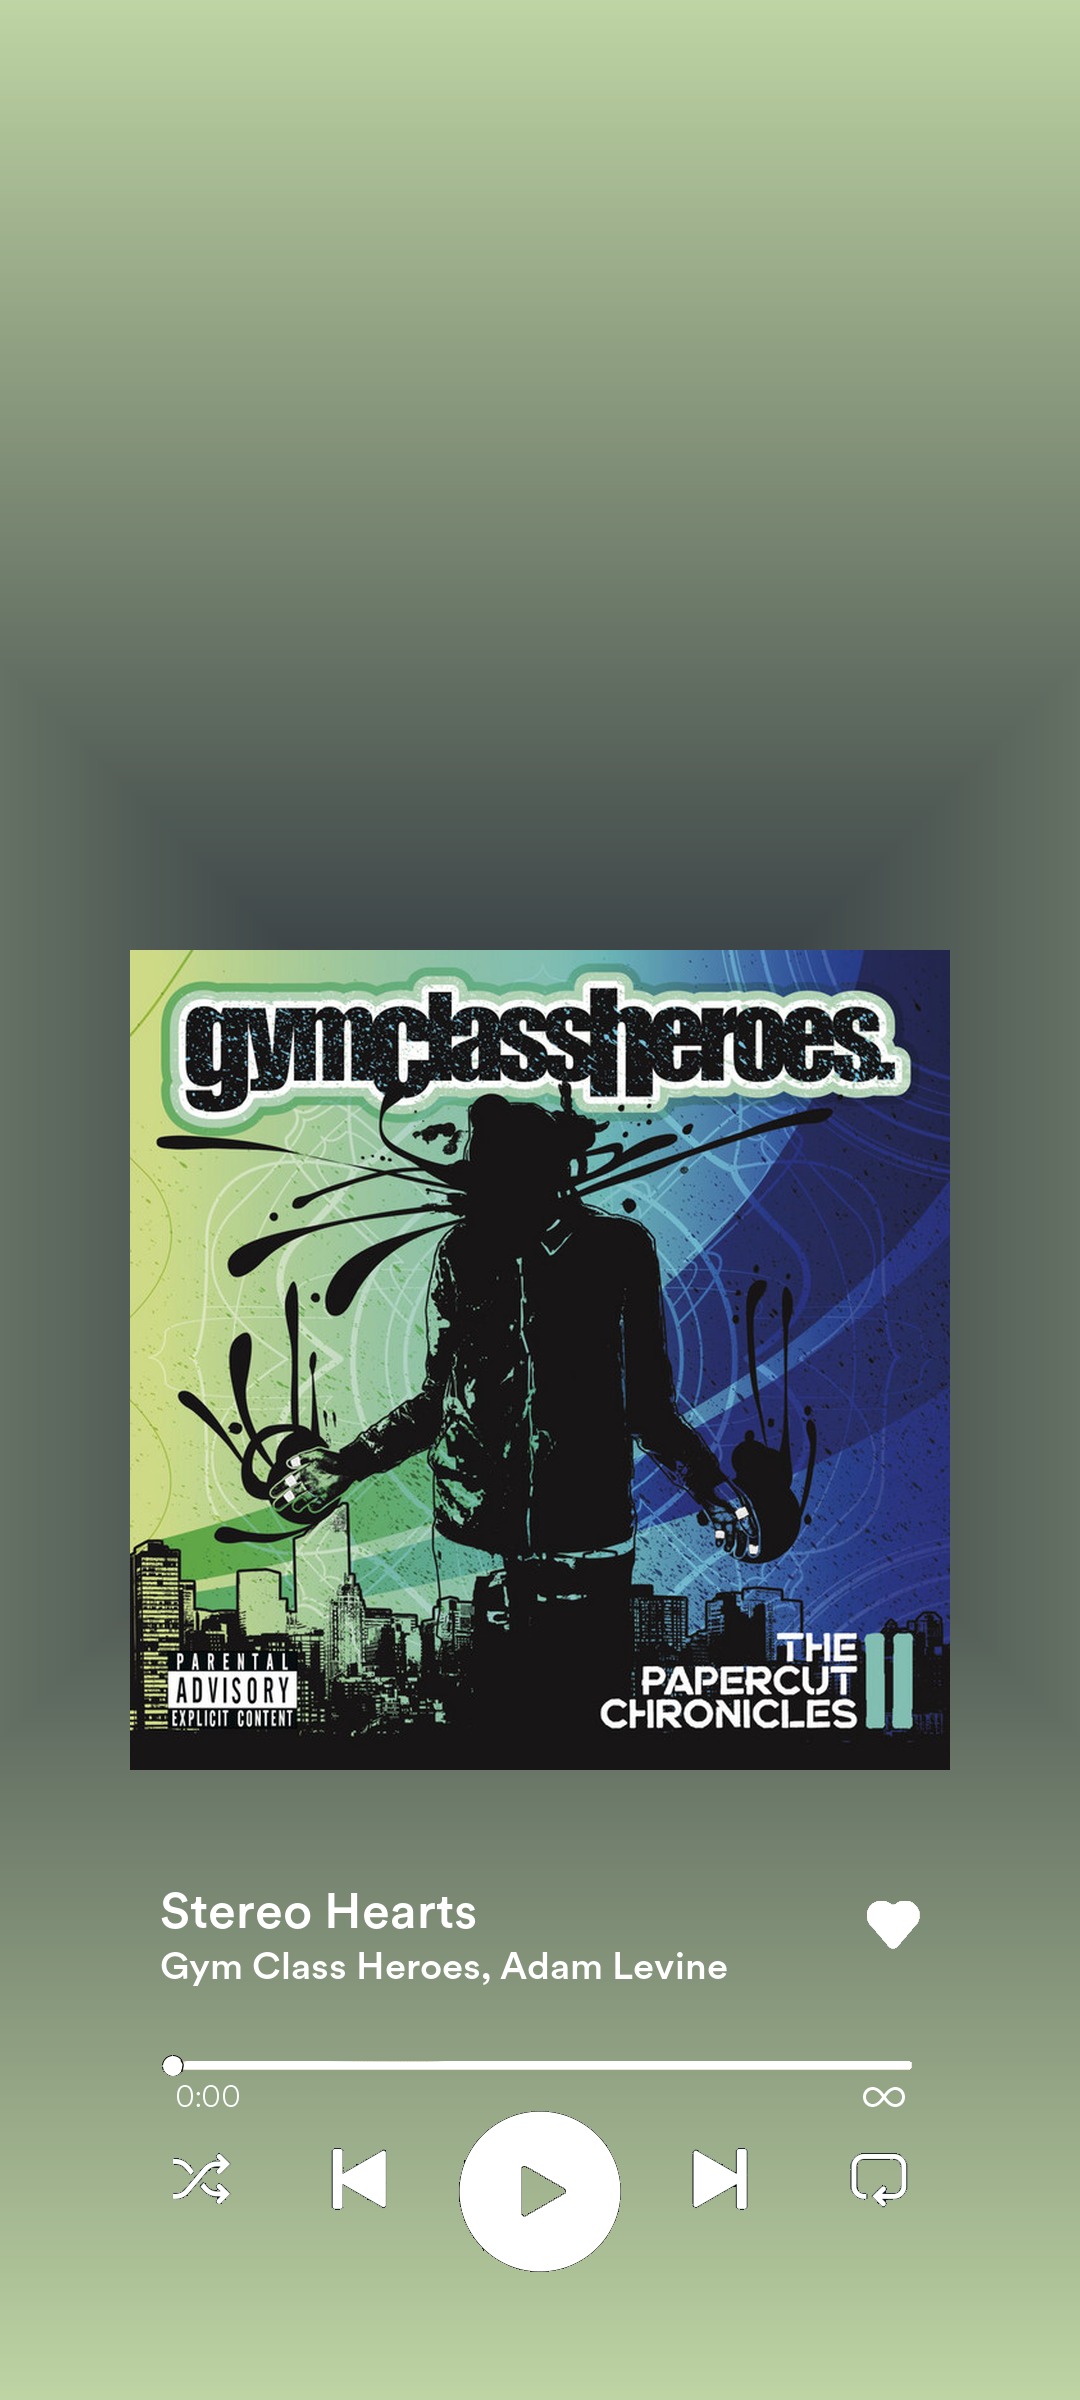 gymclassheroes.
PARENTAL
ADVISORY
EXPLICIT CONTENT
THE
PAPERCUT
CHRONICLES II
Stereo Hearts
Gym Class Heroes, Adam Levine
0:00 ∞